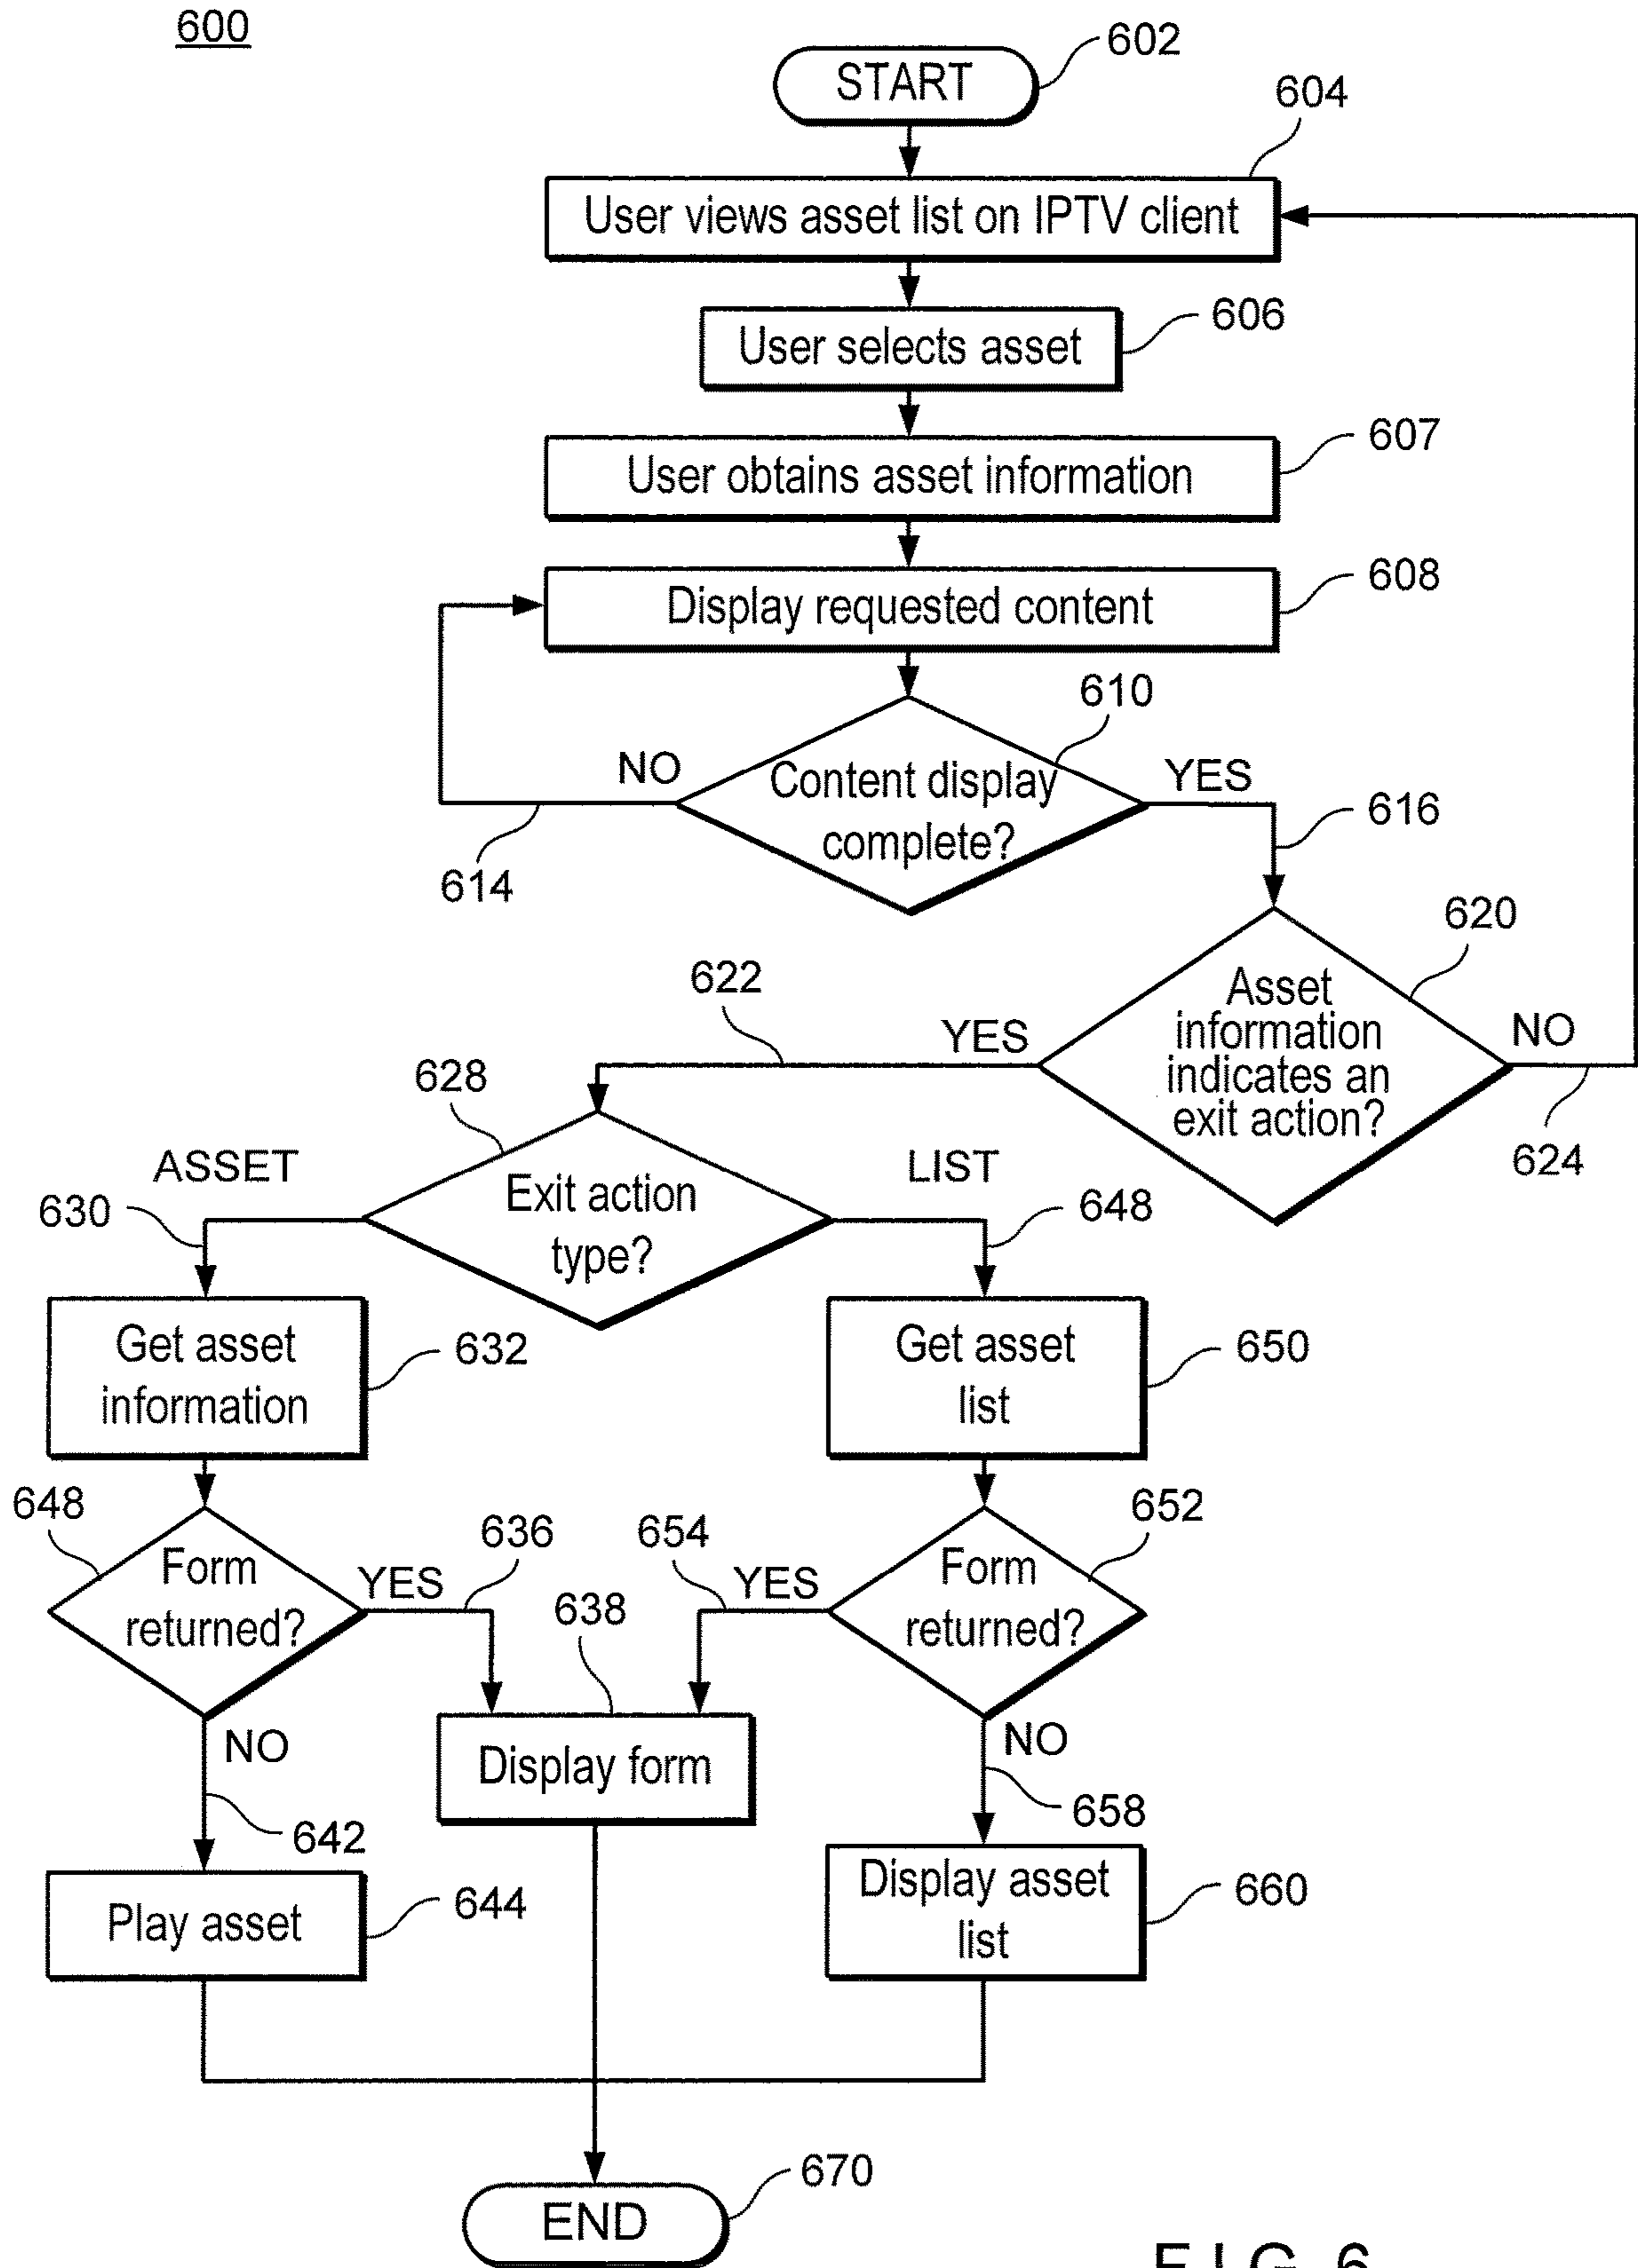 600
602
START
604
User views asset list on IPTV client
606
User selects asset
607
User obtains asset information
608
Display requested content
610
NO
YES
Content display
complete?
616
614
620
622
Asset
information
indicates an
exit action?
YES
NO
628
624
ASSET
LIST
Exit action
type?
630
648
Get asset
information
632
Get asset
list
650
648
636
654
652
Form
returned?
YES
638
YES
Form
returned?
NO
Display form
NO
642
658
Play asset
644
Display asset
list
660
670
END
FIG. 6